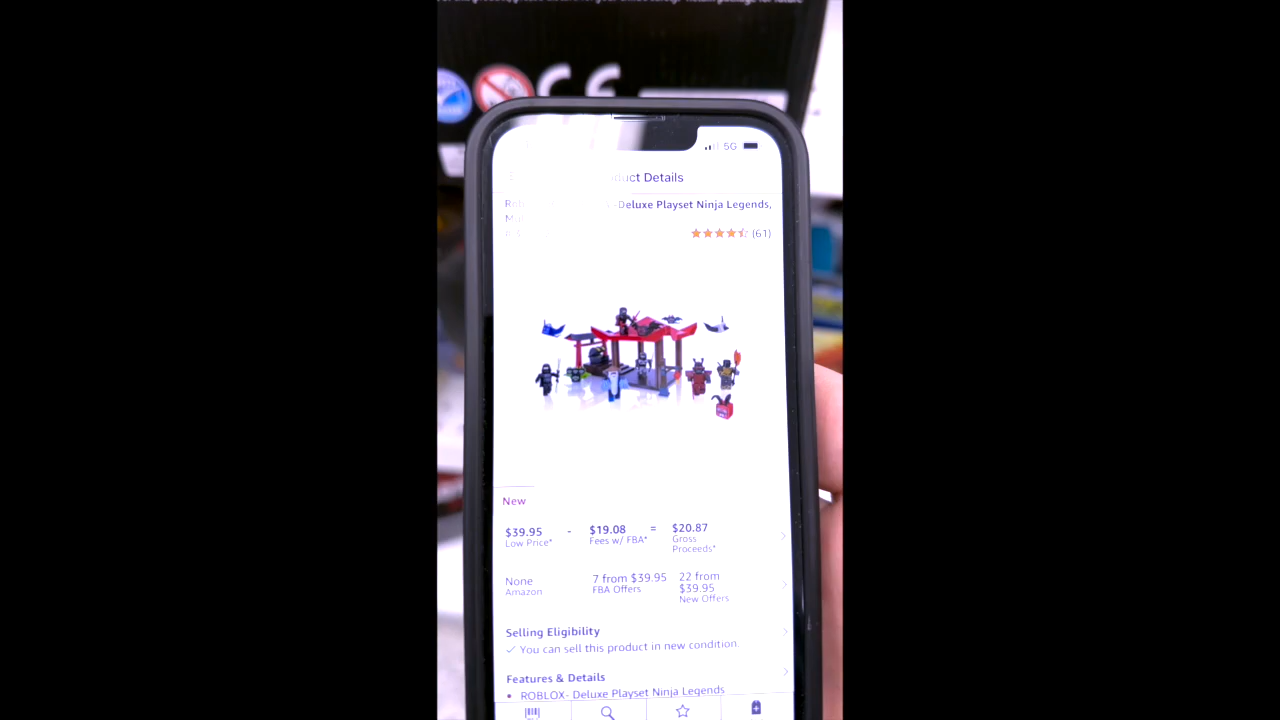 5G
Product Details
-Deluxe Playset Ninja Legends,
(61)
New
$39.95 - $19.08 = $20.87
Low Price* Fees w/ FBA* Gross
Proceeds*
None 7 from $39.95 22 from
$39.95
Amazon FBA Offers New Offers
Selling Eligibility
✓ You can sell this product in new condition.
Features & Details
• ROBLOX- Deluxe Playset Ninja Legends